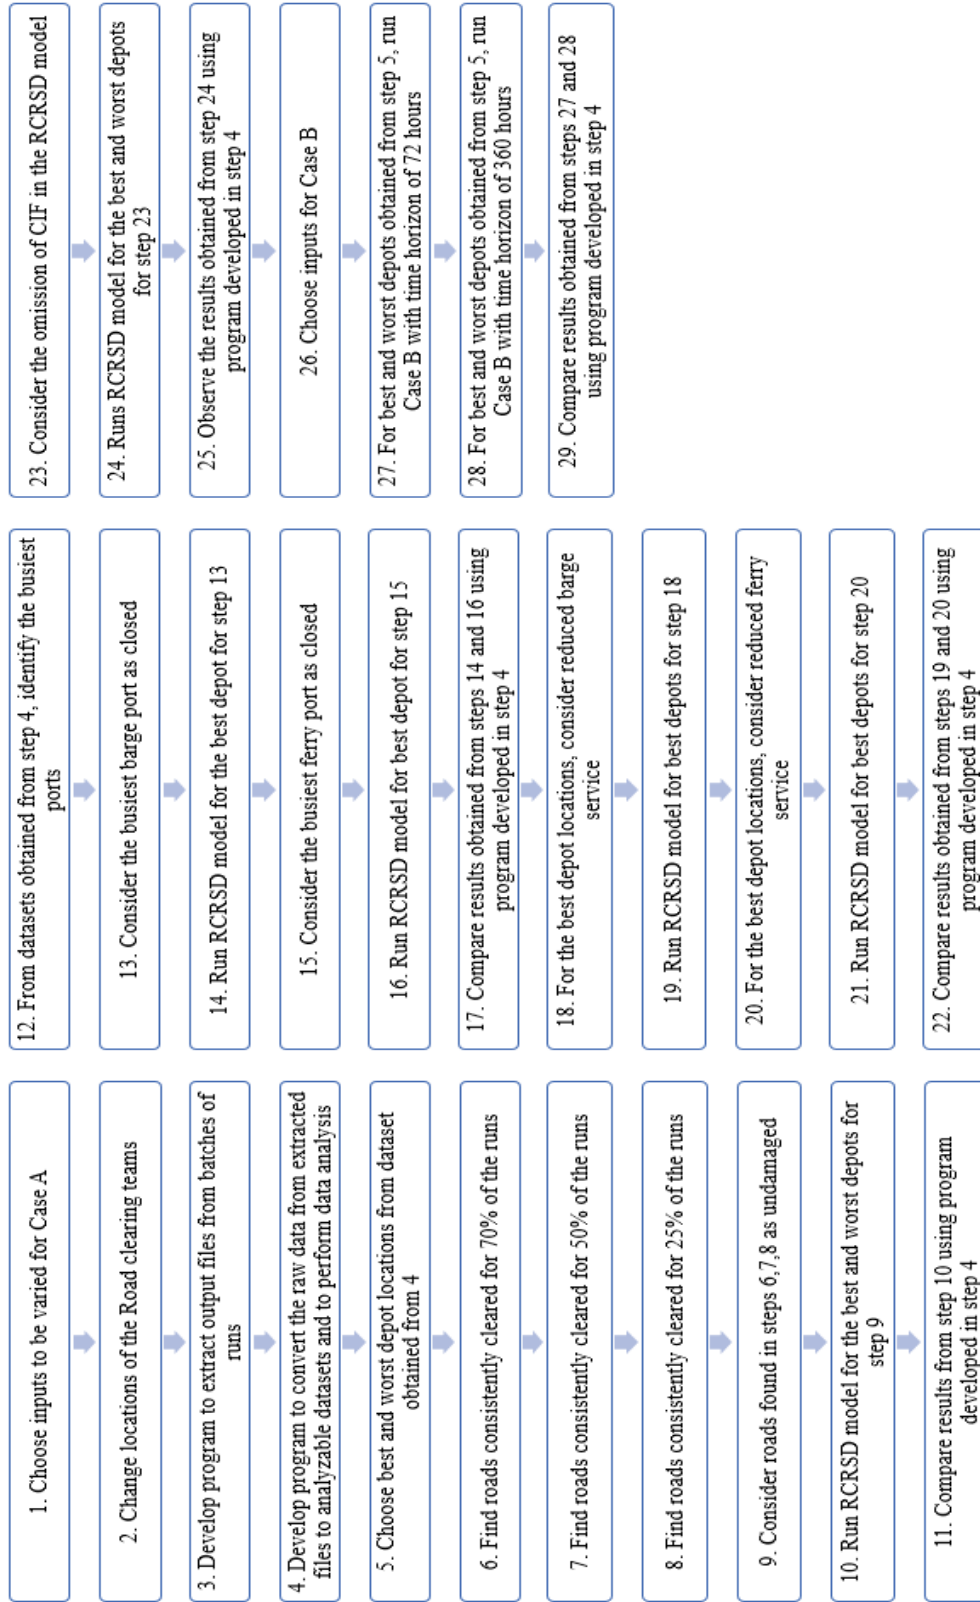 1. Choose inputs to be varied for Case A
2. Change locations of the Road clearing teams
3. Develop program to extract output files from batches of
runs
4. Develop program to convert the raw data from extracted
files to analyzable datasets and to perform data analysis
5. Choose best and worst depot locations from dataset
obtained from 4
6. Find roads consistently cleared for 70% of the runs
7. Find roads consistently cleared for 50% of the runs
8. Find roads consistently cleared for 25% of the runs
9. Consider roads found in steps 6,7,8 as undamaged
10. Run RCRSD model for the best and worst depots for
step 9
11. Compare results from step 10 using program
developed in step 4
12. From datasets obtained from step 4, identify the busiest
ports
13. Consider the busiest barge port as closed
14. Run RCRSD model for the best depot for step 13
15. Consider the busiest ferry port as closed
16. Run RCRSD model for best depot for step 15
17. Compare results obtained from steps 14 and 16 using
program developed in step 4
18. For the best depot locations, consider reduced barge
service
19. Run RCRSD model for best depots for step 18
20. For the best depot locations, consider reduced ferry
service
21. Run RCRSD model for best depots for step 20
22. Compare results obtained from steps 19 and 20 using
program developed in step 4
23. Consider the omission of CIF in the RCRSD model
24. Runs RCRSD model for the best and worst depots
for step 23
25. Observe the results obtained from step 24 using
program developed in step 4
26. Choose inputs for Case B
27. For best and worst depots obtained from step 5, run
Case B with time horizon of 72 hours
28. For best and worst depots obtained from step 5, run
Case B with time horizon of 360 hours
29. Compare results obtained from steps 27 and 28
using program developed in step 4